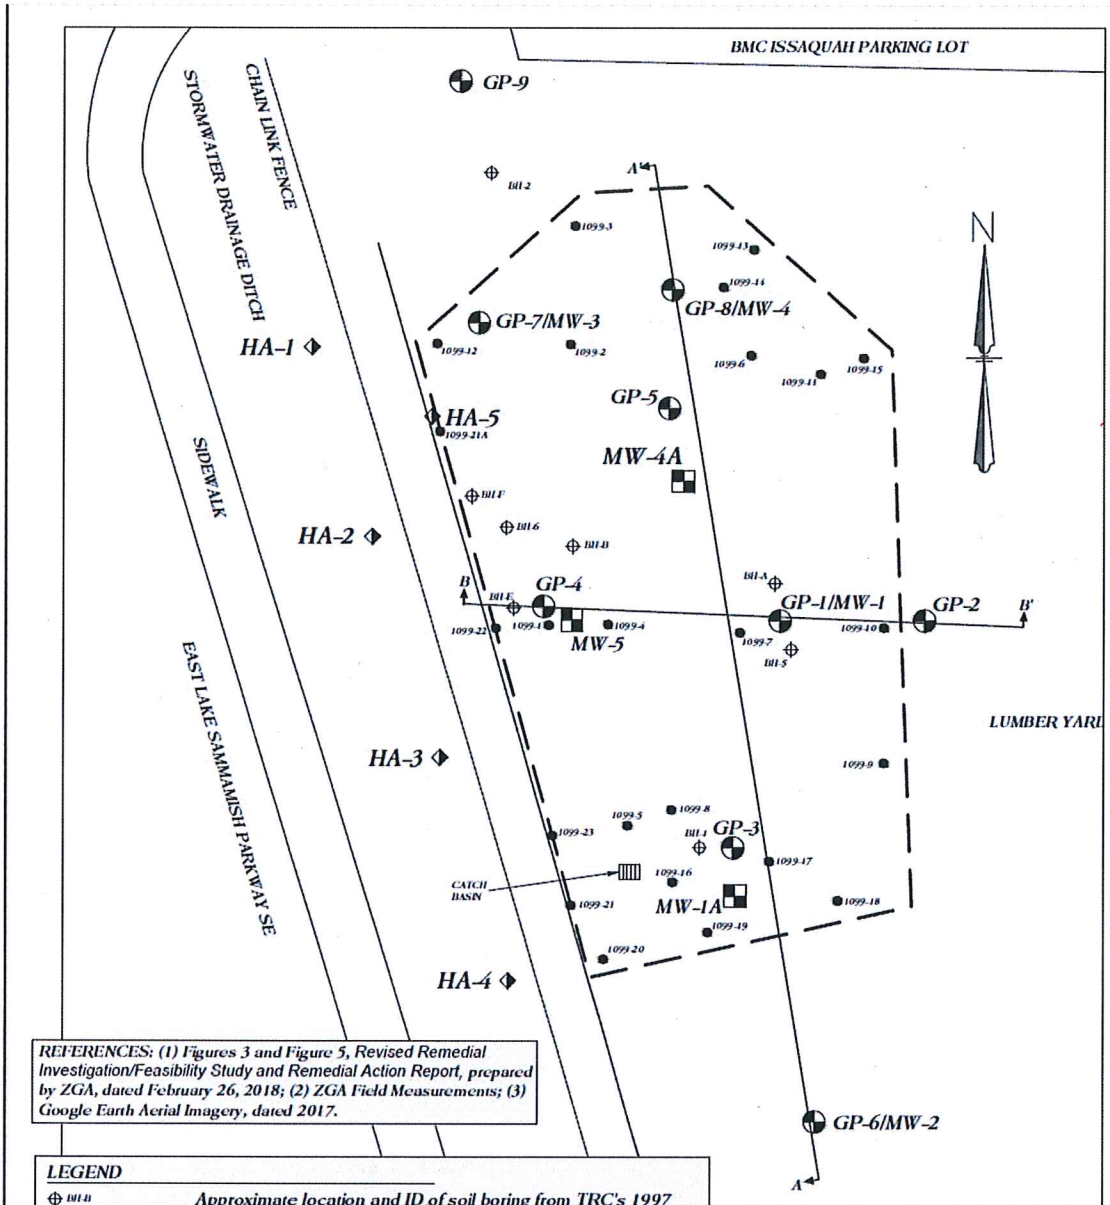 BMC ISSAQUAH PARKING LOT
GP-9
CHAIN LINK FENCE
STORMWATER DRAINAGE DITCH
BH-2
A'
1099-3
N
1099-13
1099-14
GP-8/MW-4
GP-7/MW-3
HA-1
1099-12
1099-2
1099-6
1099-15
1099-11
GP-5
HA-5
1099-21A
SIDEWALK
MW-4A
BH-F
BH-6
HA-2
BH-B
B
GP-4
BH-A
BH-E
GP-1/MW-1
GP-2
B'
1099-22
1099-1
1099-4
1099-10
MW-5
1099-7
BH-5
EAST LAKE SAMMAMISH PARKWAY SE
LUMBER YARD
HA-3
1099-9
1099-8
1099-5
1099-23
BH-1
GP-3
1099-17
1099-16
CATCH
BASIN
1099-21
MW-1A
1099-18
1099-19
1099-20
HA-4
REFERENCES: (1) Figures 3 and Figure 5, Revised Remedial
Investigation/Feasibility Study and Remedial Action Report, prepared
by ZGA, dated February 26, 2018; (2) ZGA Field Measurements; (3)
Google Earth Aerial Imagery, dated 2017.
GP-6/MW-2
LEGEND
A
BH-B
Approximate location and ID of soil boring from TRC's 1997